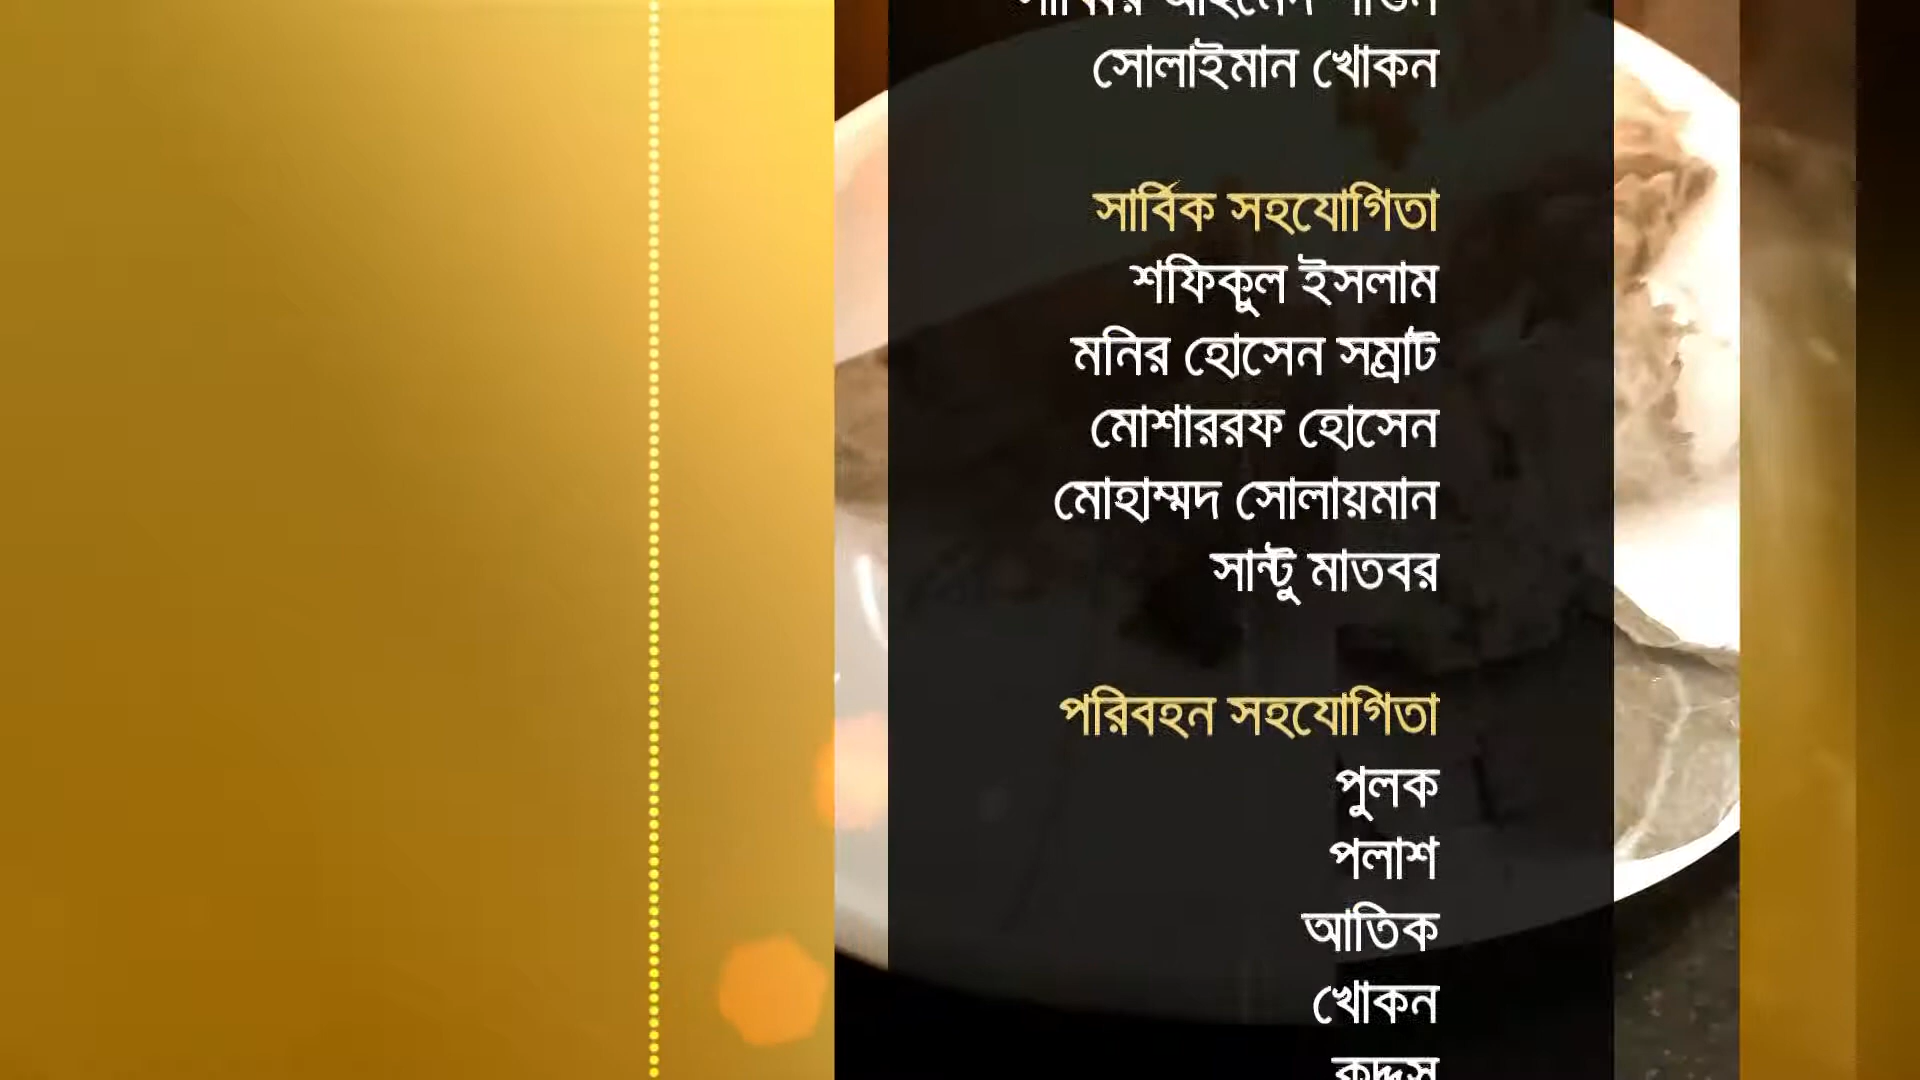 সোলাইমান খোকন
সার্বিক সহযোগিতা
শফিকুল ইসলাম
মনির হোসেন সম্রাট
মোশাররফ হোসেন
মোহাম্মদ সোলায়মান
সান্টু মাতবর
পরিবহন সহযোগিতা
পুলক
পলাশ
আতিক
খোকন